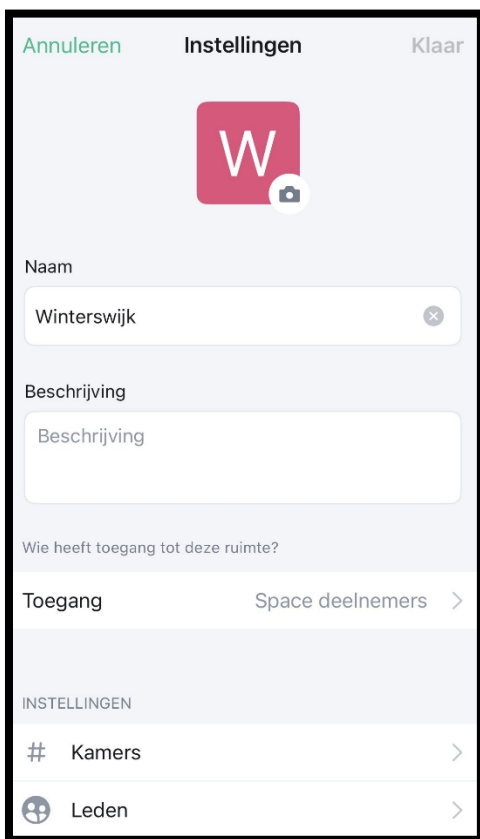 Annuleren Instellingen Klaar
W
Naam
Winterswijk
Beschrijving
Beschrijving
Wie heeft toegang tot deze ruimte?
Toegang Space deelnemers
INSTELLINGEN
# Kamers
Leden